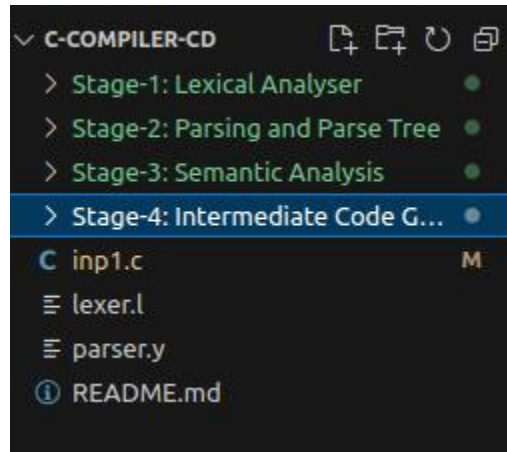 C-COMPILER-CD
Stage-1: Lexical Analyser
Stage-2: Parsing and Parse Tree
Stage-3: Semantic Analysis
Stage-4: Intermediate Code G...
C inp1.c M
lexer.l
parser.y
README.md